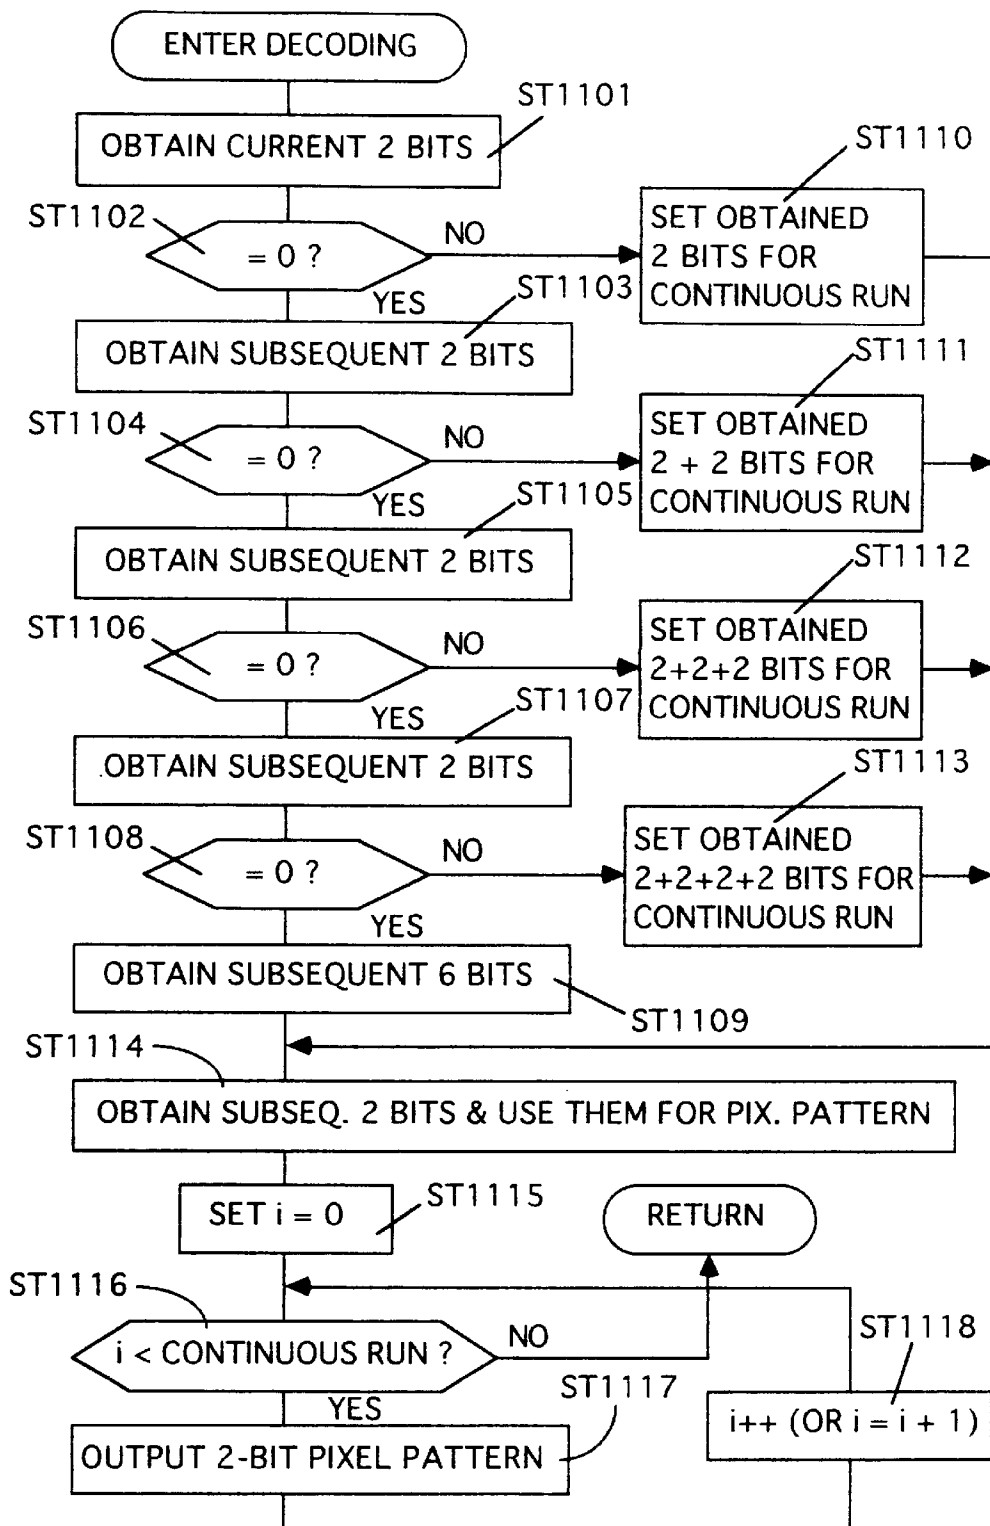 ENTER DECODING
ST1101
OBTAIN CURRENT 2 BITS
ST1110
ST1102
= 0 ?
NO
SET OBTAINED
2 BITS FOR
CONTINUOUS RUN
YES
ST1103
OBTAIN SUBSEQUENT 2 BITS
ST1111
ST1104
= 0 ?
NO
SET OBTAINED
2 + 2 BITS FOR
CONTINUOUS RUN
YES
ST1105
OBTAIN SUBSEQUENT 2 BITS
ST1112
ST1106
= 0 ?
NO
SET OBTAINED
2+2+2 BITS FOR
CONTINUOUS RUN
YES
ST1107
OBTAIN SUBSEQUENT 2 BITS
ST1113
ST1108
= 0 ?
NO
SET OBTAINED
2+2+2+2 BITS FOR
CONTINUOUS RUN
YES
OBTAIN SUBSEQUENT 6 BITS
ST1109
ST1114
OBTAIN SUBSEQ. 2 BITS & USE THEM FOR PIX. PATTERN
SET i = 0
ST1115
RETURN
ST1116
i < CONTINUOUS RUN ?
NO
ST1118
YES
ST1117
i++ (OR i = i + 1)
OUTPUT 2-BIT PIXEL PATTERN